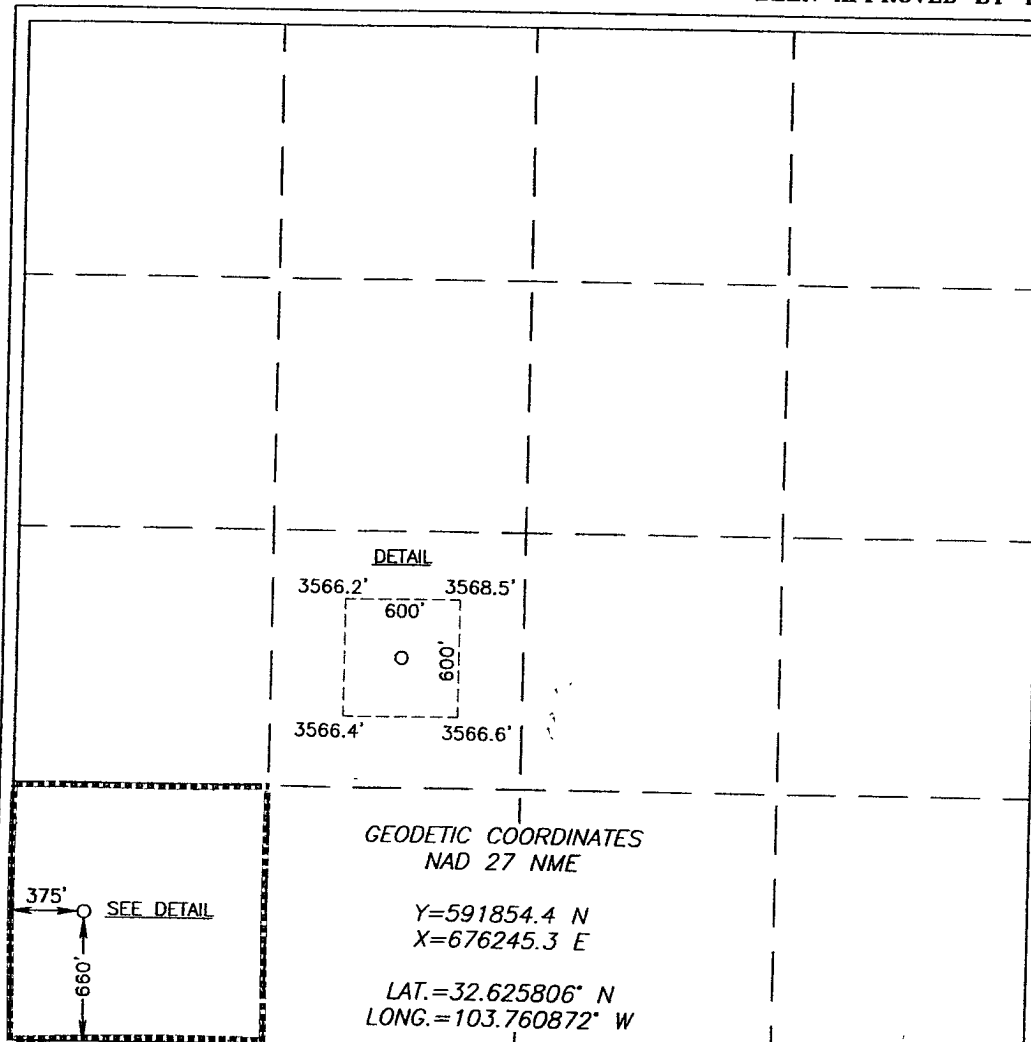 DETAIL
3566.2' 3568.5'
600'
600'
3566.4' 3566.6'
GEODETIC COORDINATES
NAD 27 NME
Y=591854.4 N
X=676245.3 E
LAT.=32.625806° N
LONG.=103.760872° W
375'
SEE DETAIL
660'